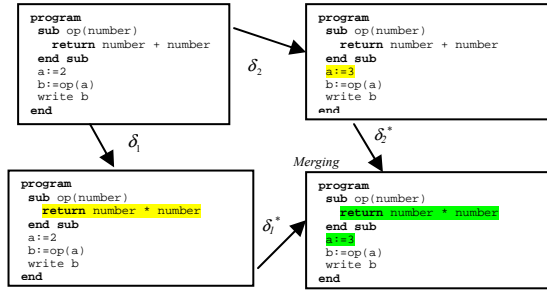 program
sub op(number)
return number + number
end sub
a:=2
b:=op(a)
write b
end
δ2
program
sub op(number)
return number + number
end sub
a:=3
b:=op(a)
write b
end
δ1
δ2*
Merging
program
sub op(number)
return number * number
end sub
a:=2
b:=op(a)
write b
end
δ1*
program
sub op(number)
return number * number
end sub
a:=3
b:=op(a)
write b
end